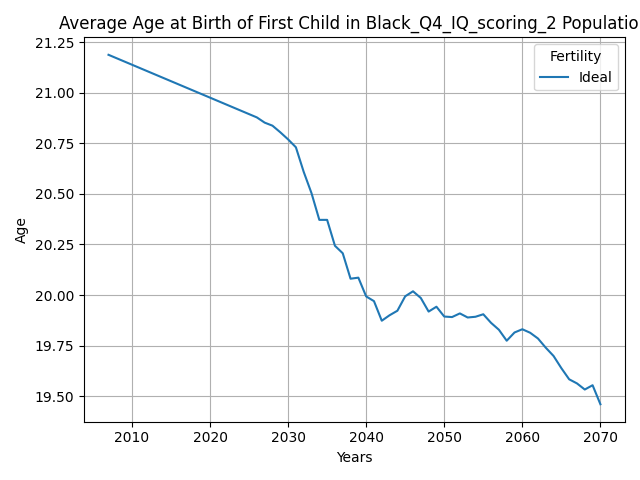 Average Age at Birth of First Child in Black_Q4_IQ_scoring_2 Populatio
21.25
21.00
20.75
20.50
20.25
20.00
19.75
19.50
Age
Fertility
Ideal
2010 2020 2030 2040 2050 2060 2070
Years